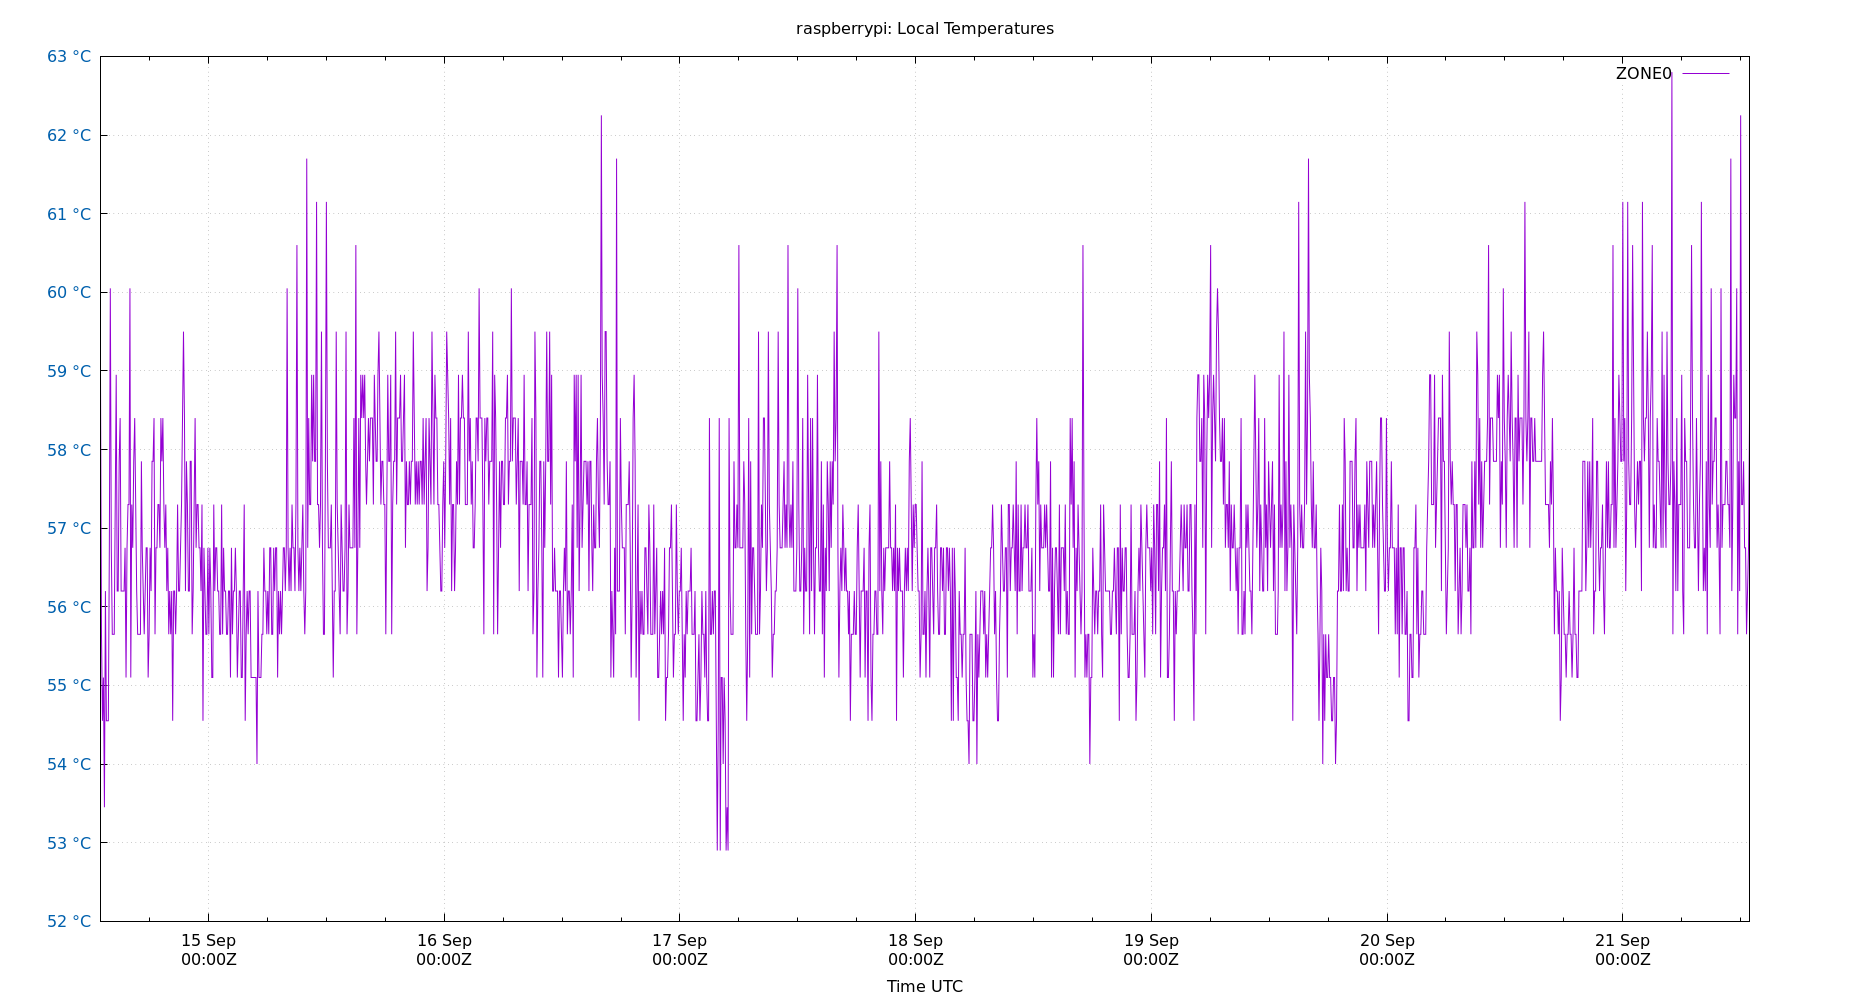 raspberrypi: Local Temperatures
63 °C
ZONE0
62 °C
61 °C
60 °C
59 °C
58 °C
57 °C
56 °C
55 °C
54 °C
53 °C
52 °C
15 Sep 16 Sep 17 Sep 18 Sep 19 Sep 20 Sep 21 Sep
00:00Z 00:00Z 00:00Z 00:00Z 00:00Z 00:00Z 00:00Z
Time UTC